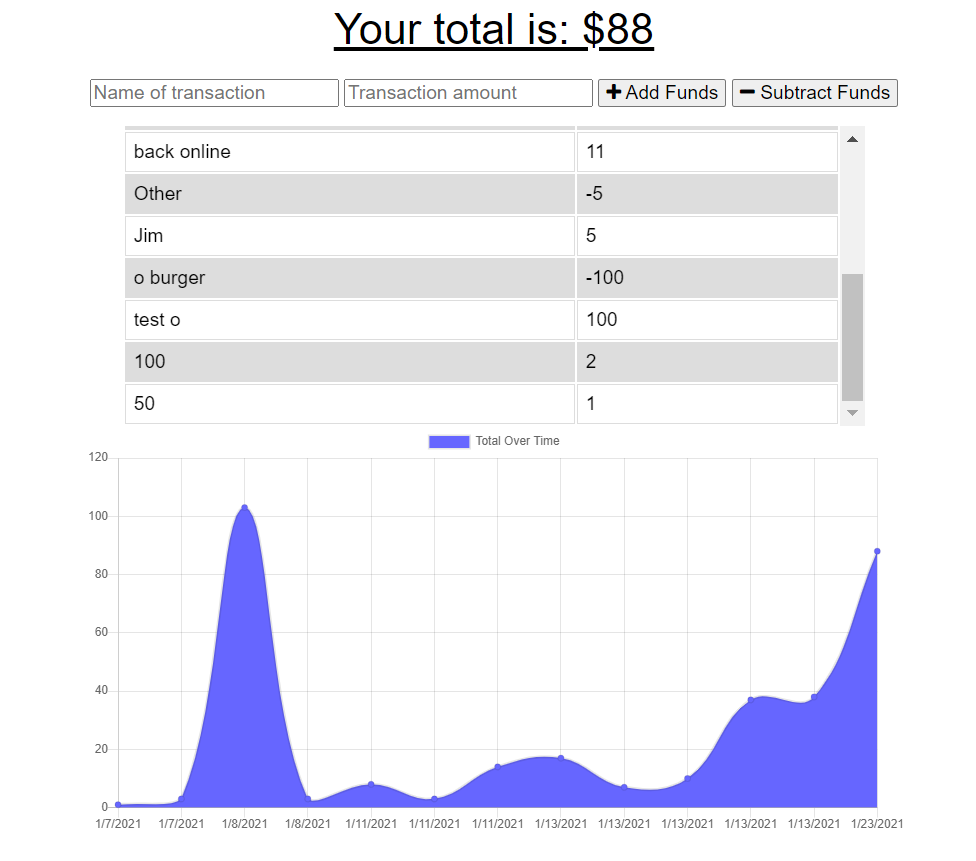 Your total is: $88
Name of transaction Transaction amount + Add Funds − Subtract Funds
back online 11
Other -5
Jim 5
o burger -100
test o 100
100 2
50 1
Total Over Time
120
100
80
60
40
20
0
1/7/2021 1/7/2021 1/8/2021 1/8/2021 1/11/2021 1/11/2021 1/11/2021 1/13/2021 1/13/2021 1/13/2021 1/13/2021 1/13/2021 1/23/2021